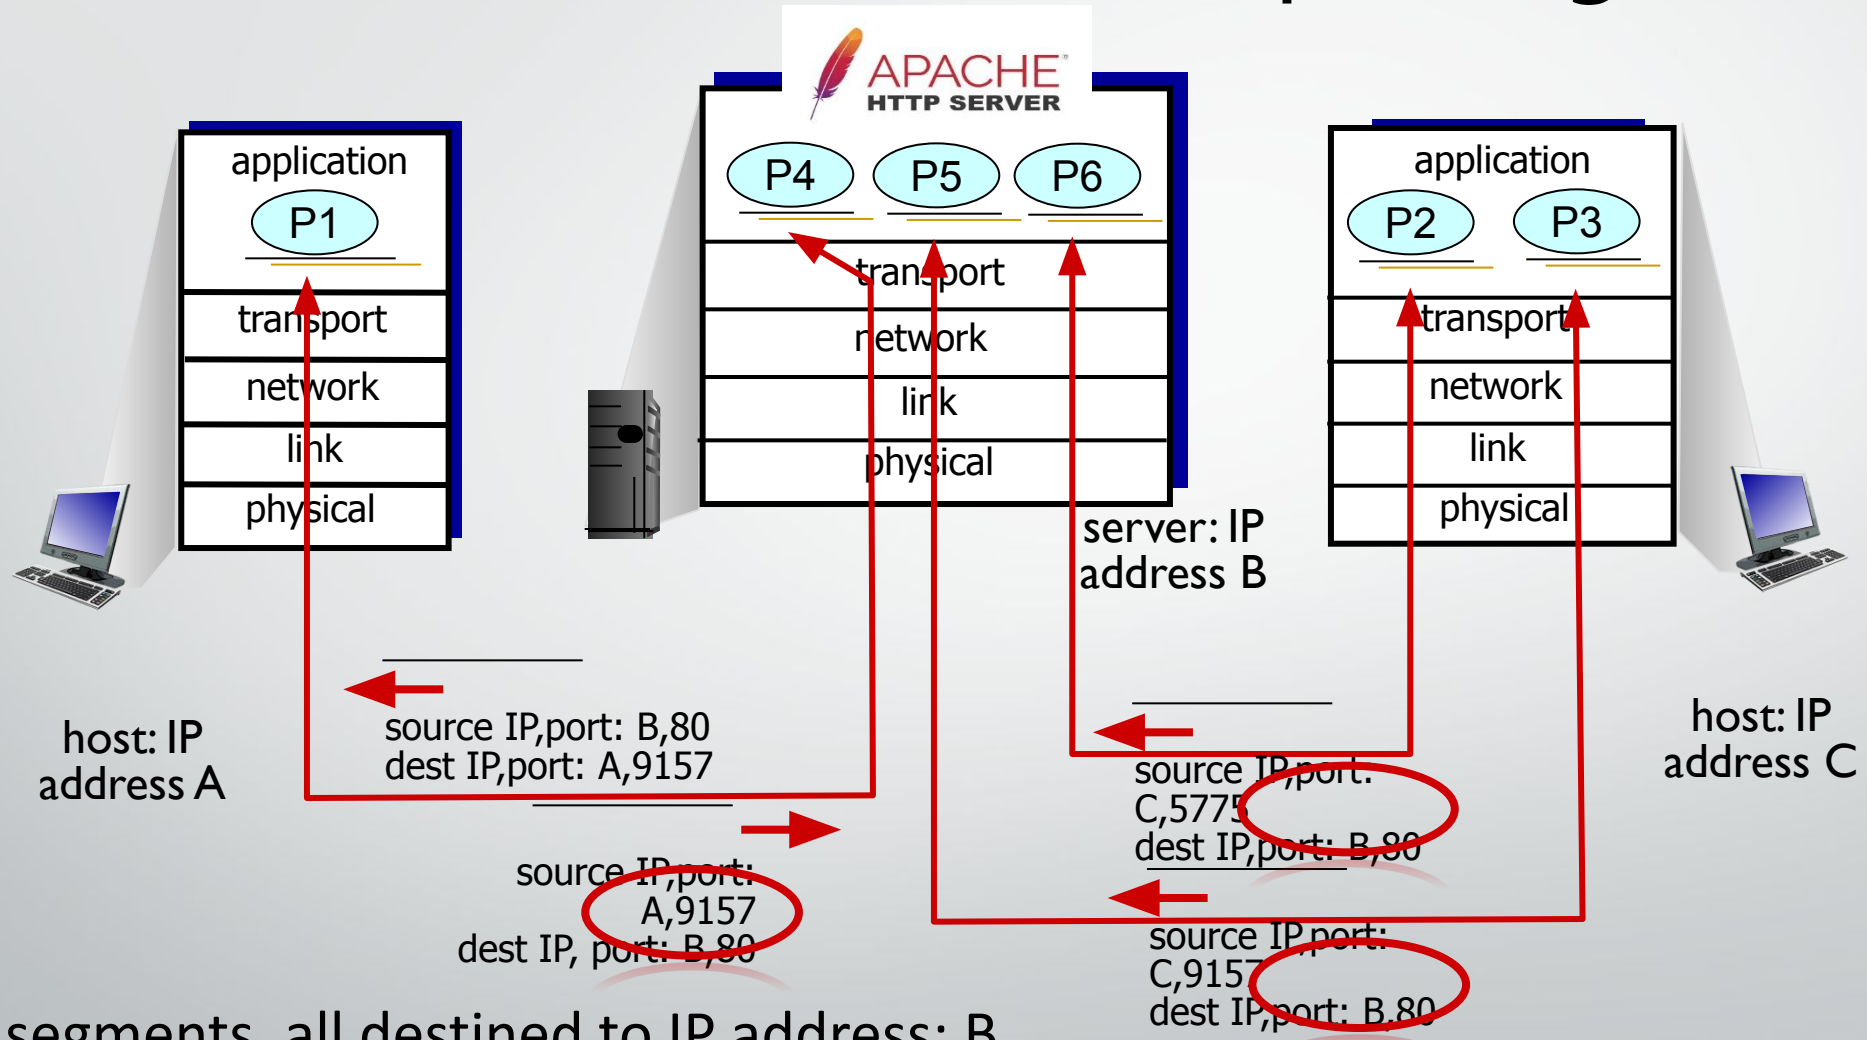 APACHE
HTTP SERVER
application
P1
transport
network
link
physical
P4 P5 P6
transport
network
link
physical
application
P2 P3
transport
network
link
physical
server: IP
address B
host: IP
address A
host: IP
address C
source IP,port: B,80
dest IP,port: A,9157
source IP,port:
A,9157
dest IP, port: B,80
source IP,port:
C,5775
dest IP,port: B,80
source IP,port:
C,9157
dest IP,port: B,80
segments, all destined to IP address: B